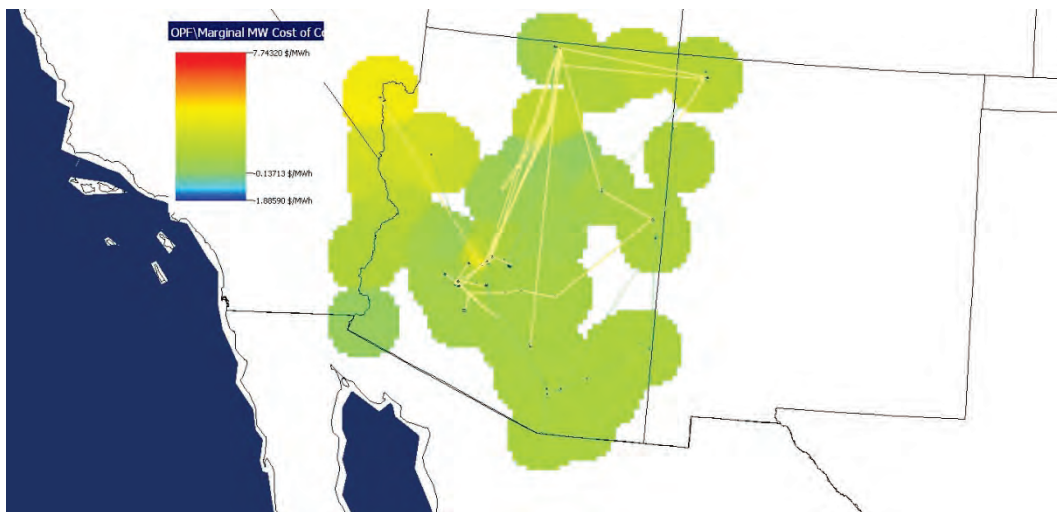 OPF\Marginal MW Cost of Co
7.74320 $/MWh
-0.13713 $/MWh
-1.88590 $/MWh